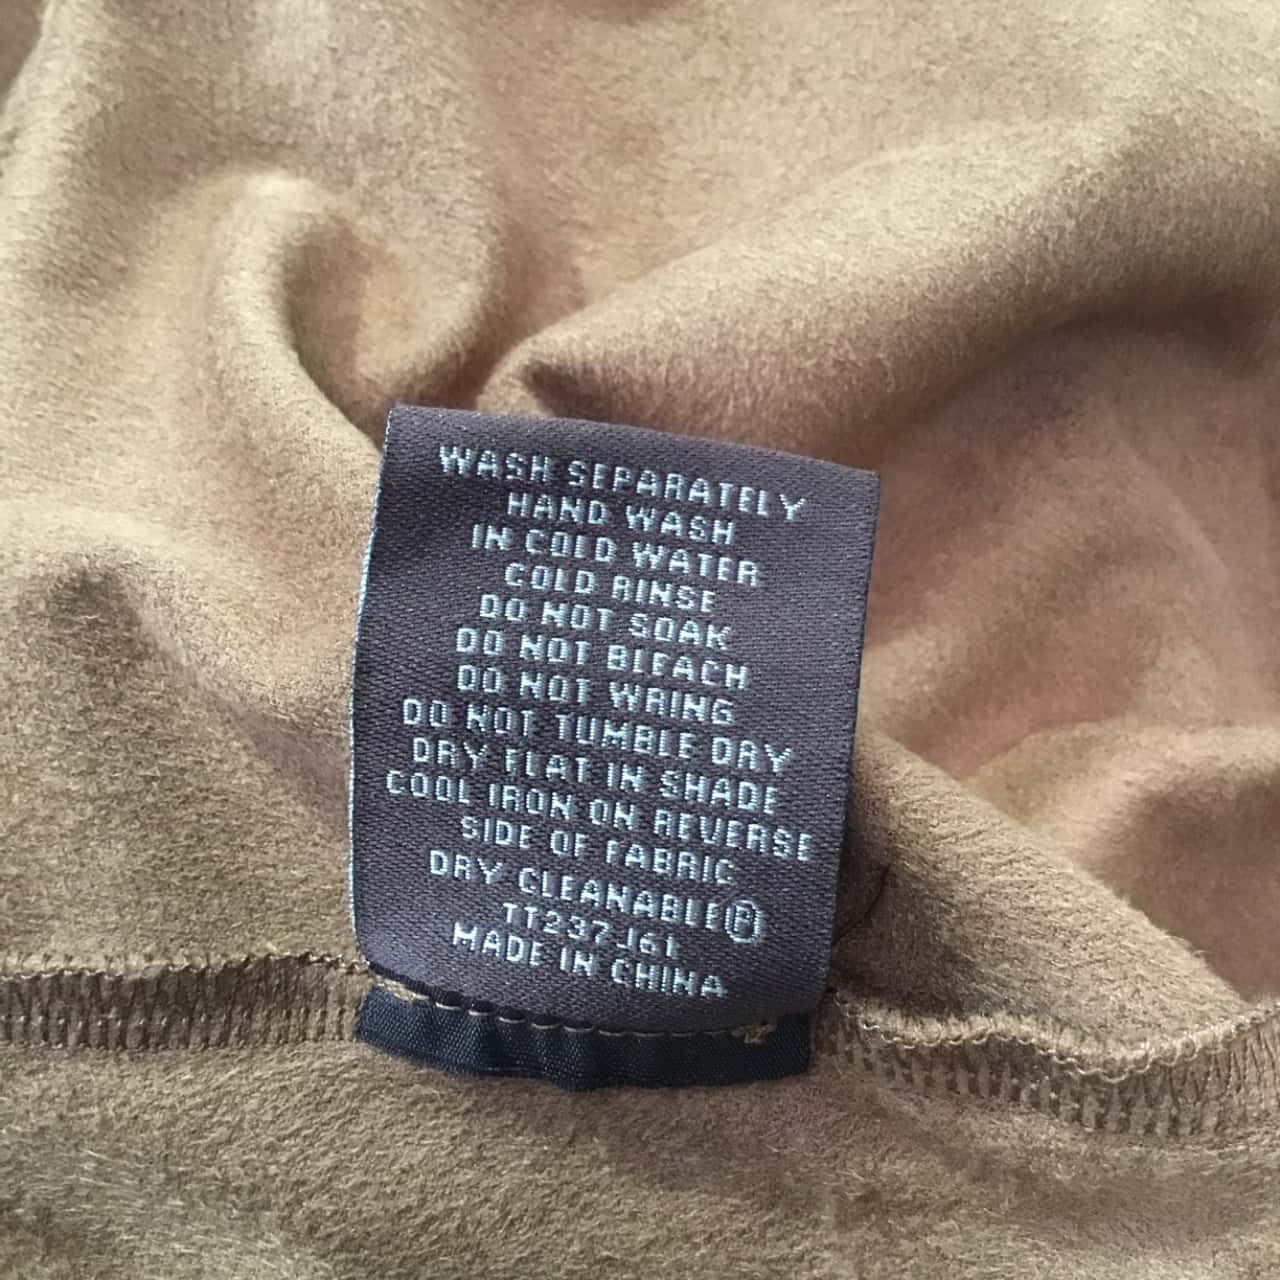 WASH SEPARATELY
HAND WASH
IN COLD WATER
COLD RINSE
DO NOT SOAK
DO NOT BLEACH
DO NOT WRING
DO NOT TUMBLE DRY
DRY FLAT IN SHADE
COOL IRON ON REVERSE
SIDE OF FABRIC
DRY CLEANABLE Ⓟ
TT237J61
MADE IN CHINA